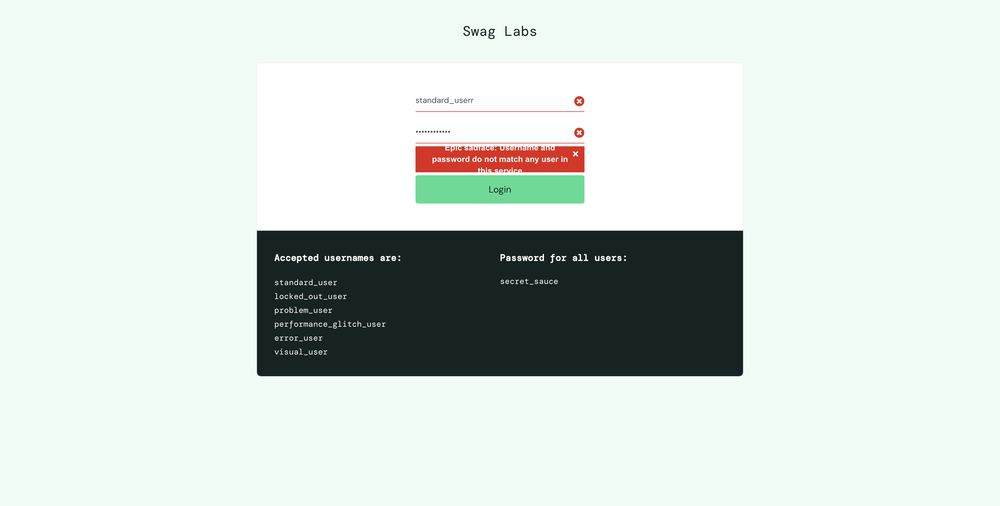 Swag Labs
standard_userr
••••••••••••
Epic sadface: Username and
password do not match any user in
this service
Login
Accepted usernames are:
standard_user
locked_out_user
problem_user
performance_glitch_user
error_user
visual_user
Password for all users:
secret_sauce